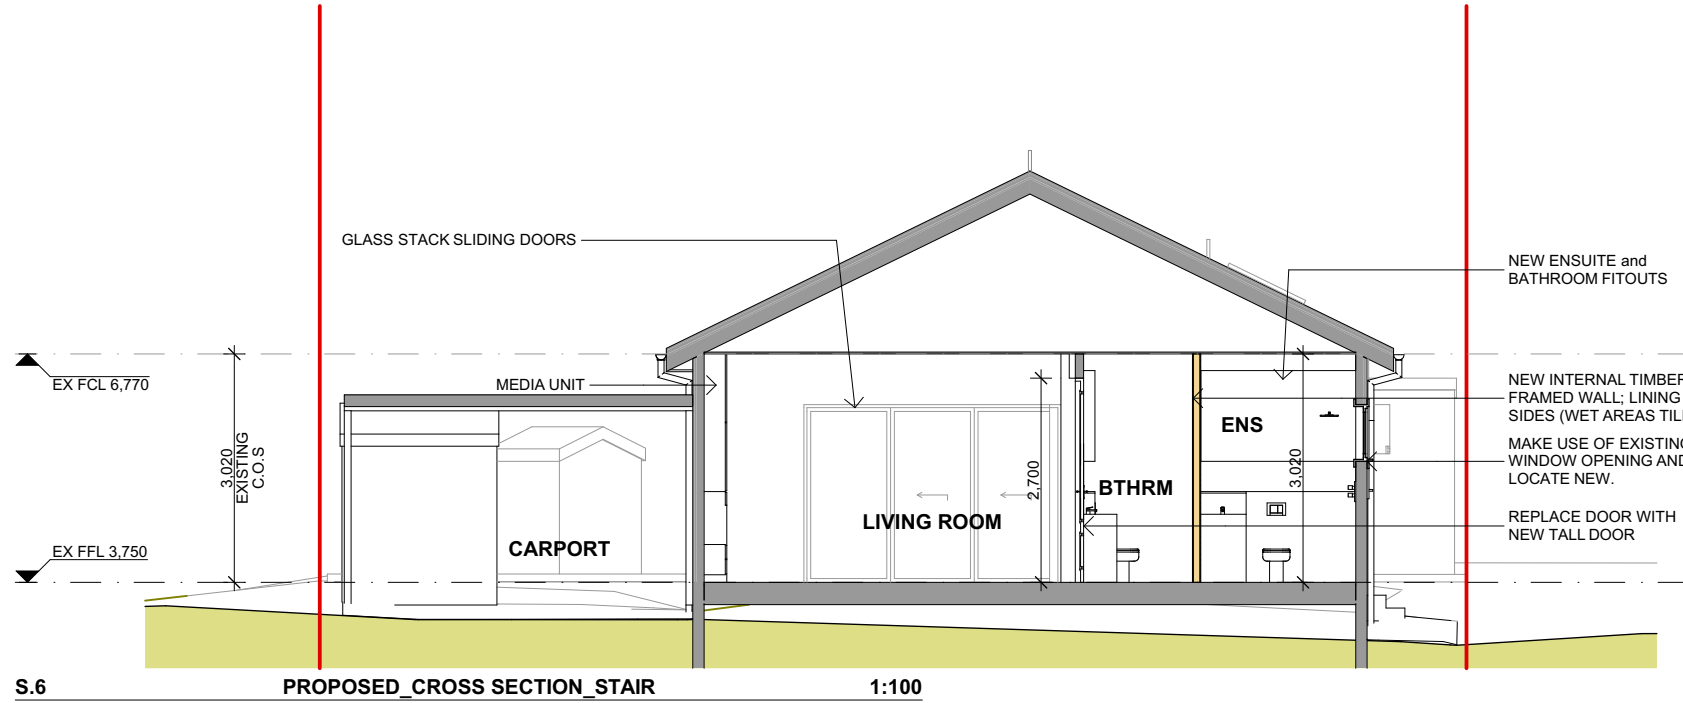 GLASS STACK SLIDING DOORS
NEW ENSUITE and
BATHROOM FITOUTS
EX FCL 6,770
MEDIA UNIT
NEW INTERNAL TIMBER
FRAMED WALL; LINING
SIDES (WET AREAS TIL
ENS
MAKE USE OF EXISTING
WINDOW OPENING AND
LOCATE NEW.
3,020
EXISTING
C.O.S
2,700
3,020
BTHRM
LIVING ROOM
REPLACE DOOR WITH
NEW TALL DOOR
CARPORT
EX FFL 3,750
S.6 PROPOSED_CROSS SECTION_STAIR 1:100